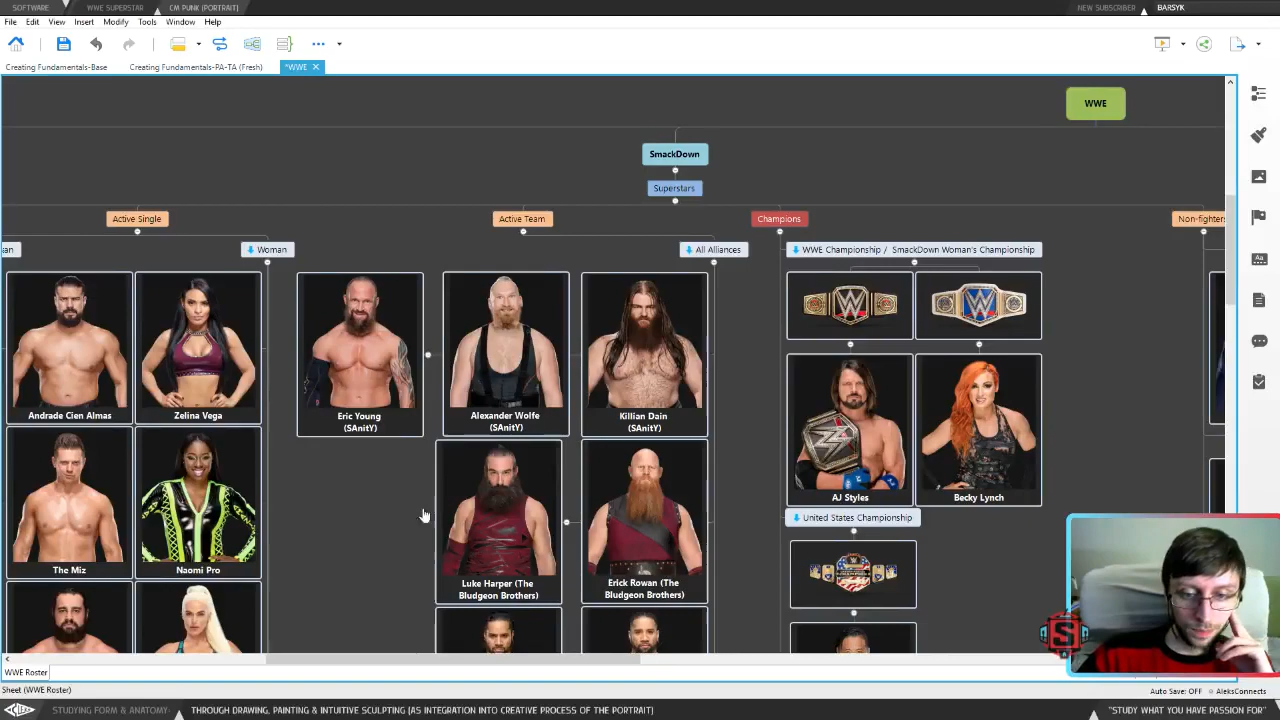 SOFTWARE WWE SUPERSTAR CM PUNK (PORTRAIT) NEW SUBSCRIBER BARSYK
File Edit View Insert Modify Tools Window Help
Creating Fundamentals-Base Creating Fundamentals-PA-TA (Fresh) *WWE
WWE
SmackDown
Superstars
Active Single Active Team Champions Non-fighters
Woman All Alliances WWE Championship / SmackDown Woman's Championship
Andrade Cien Almas Zelina Vega
Eric Young
(SAnitY)
Alexander Wolfe
(SAnitY)
Killian Dain
(SAnitY)
AJ Styles Becky Lynch
United States Championship
The Miz Naomi Pro
Luke Harper (The
Bludgeon Brothers)
Erick Rowan (The
Bludgeon Brothers)
WWE Roster
Sheet (WWE Roster) Auto Save: OFF AleksConnects
STUDYING FORM & ANATOMY- THROUGH DRAWING, PAINTING & INTUITIVE SCULPTING (AS INTEGRATION INTO CREATIVE PROCESS OF THE PORTRAIT) "STUDY WHAT YOU HAVE PASSION FOR"